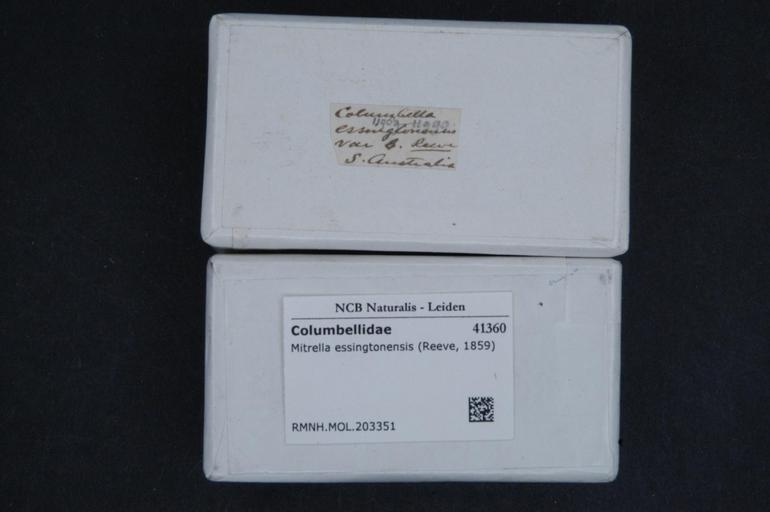 Columbella
essingtonensis
var B. Reeve
S. Australia
NCB Naturalis - Leiden
Columbellidae 41360
Mitrella essingtonensis (Reeve, 1859)
RMNH.MOL.203351